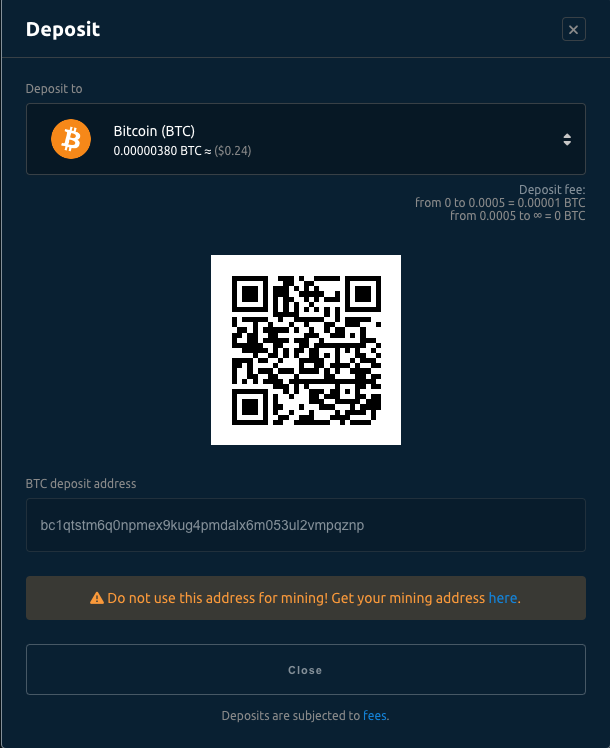 Deposit
Deposit to
Bitcoin (BTC)
0.00000380 BTC ≈ ($0.24)
Deposit fee:
from 0 to 0.0005 = 0.00001 BTC
from 0.0005 to ∞ = 0 BTC
BTC deposit address
bc1qtstm6q0npmex9kug4pmdalx6m053ul2vmpqznp
Do not use this address for mining! Get your mining address here.
Close
Deposits are subjected to fees.